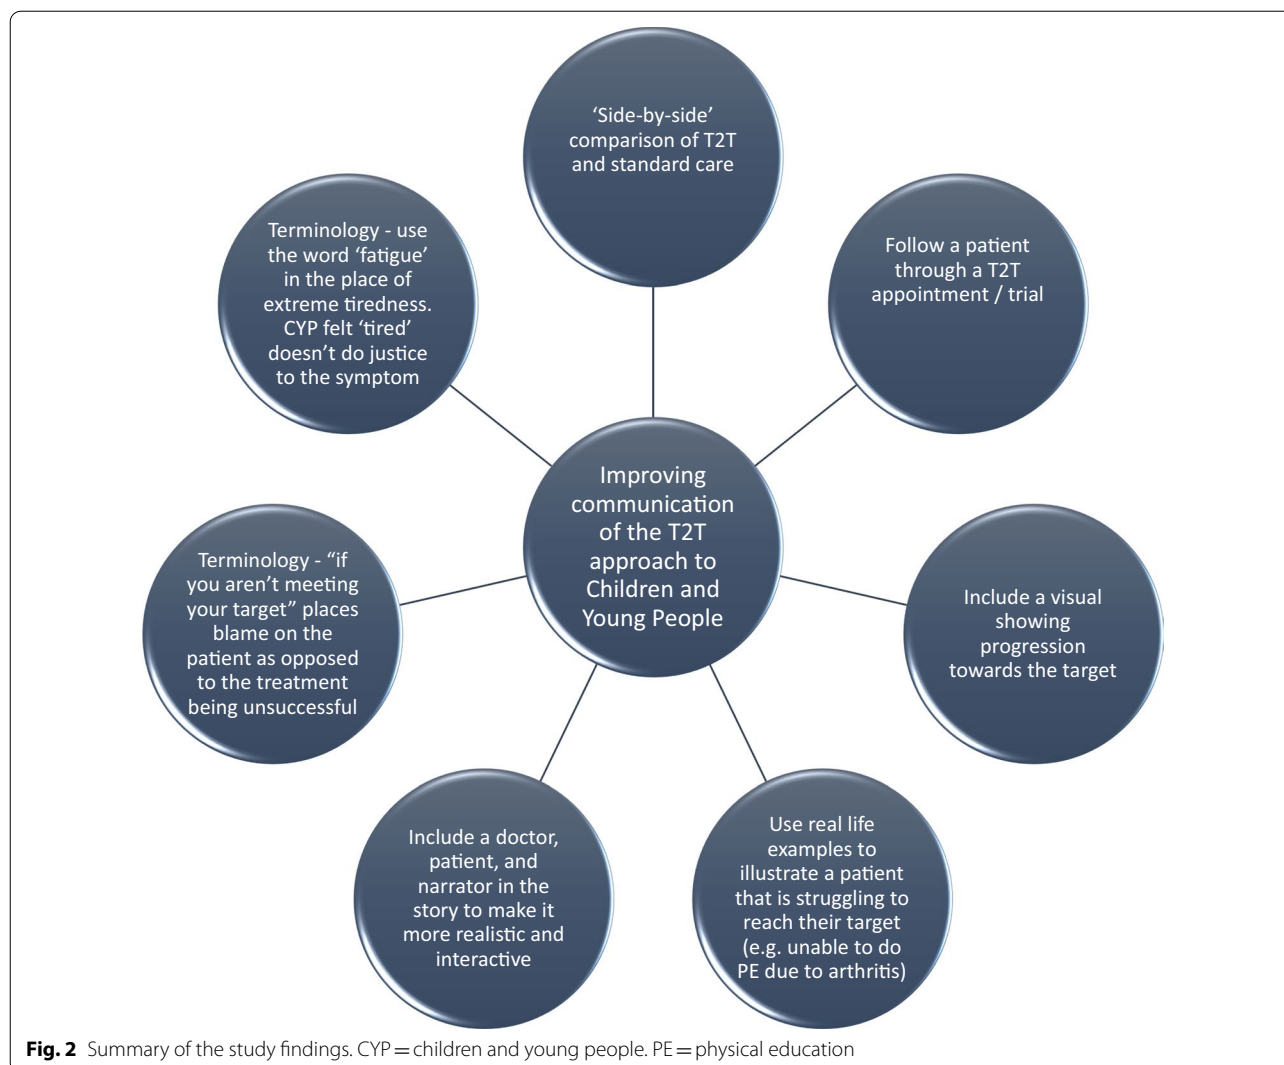 ‘Side-by-side’
comparison of T2T
and standard care
Follow a patient
through a T2T
appointment / trial
Include a visual
showing
progression
towards the target
Use real life
examples to
illustrate a patient
that is struggling to
reach their target
(e.g. unable to do
PE due to arthritis)
Include a doctor,
patient, and
narrator in the
story to make it
more realistic and
interactive
Terminology - “if
you aren’t meeting
your target” places
blame on the
patient as opposed
to the treatment
being unsuccessful
Terminology - use
the word ‘fatigue’
in the place of
extreme tiredness.
CYP felt ‘tired’
doesn’t do justice
to the symptom
Improving
communication
of the T2T
approach to
Children and
Young People
Fig. 2 Summary of the study findings. CYP = children and young people. PE = physical education